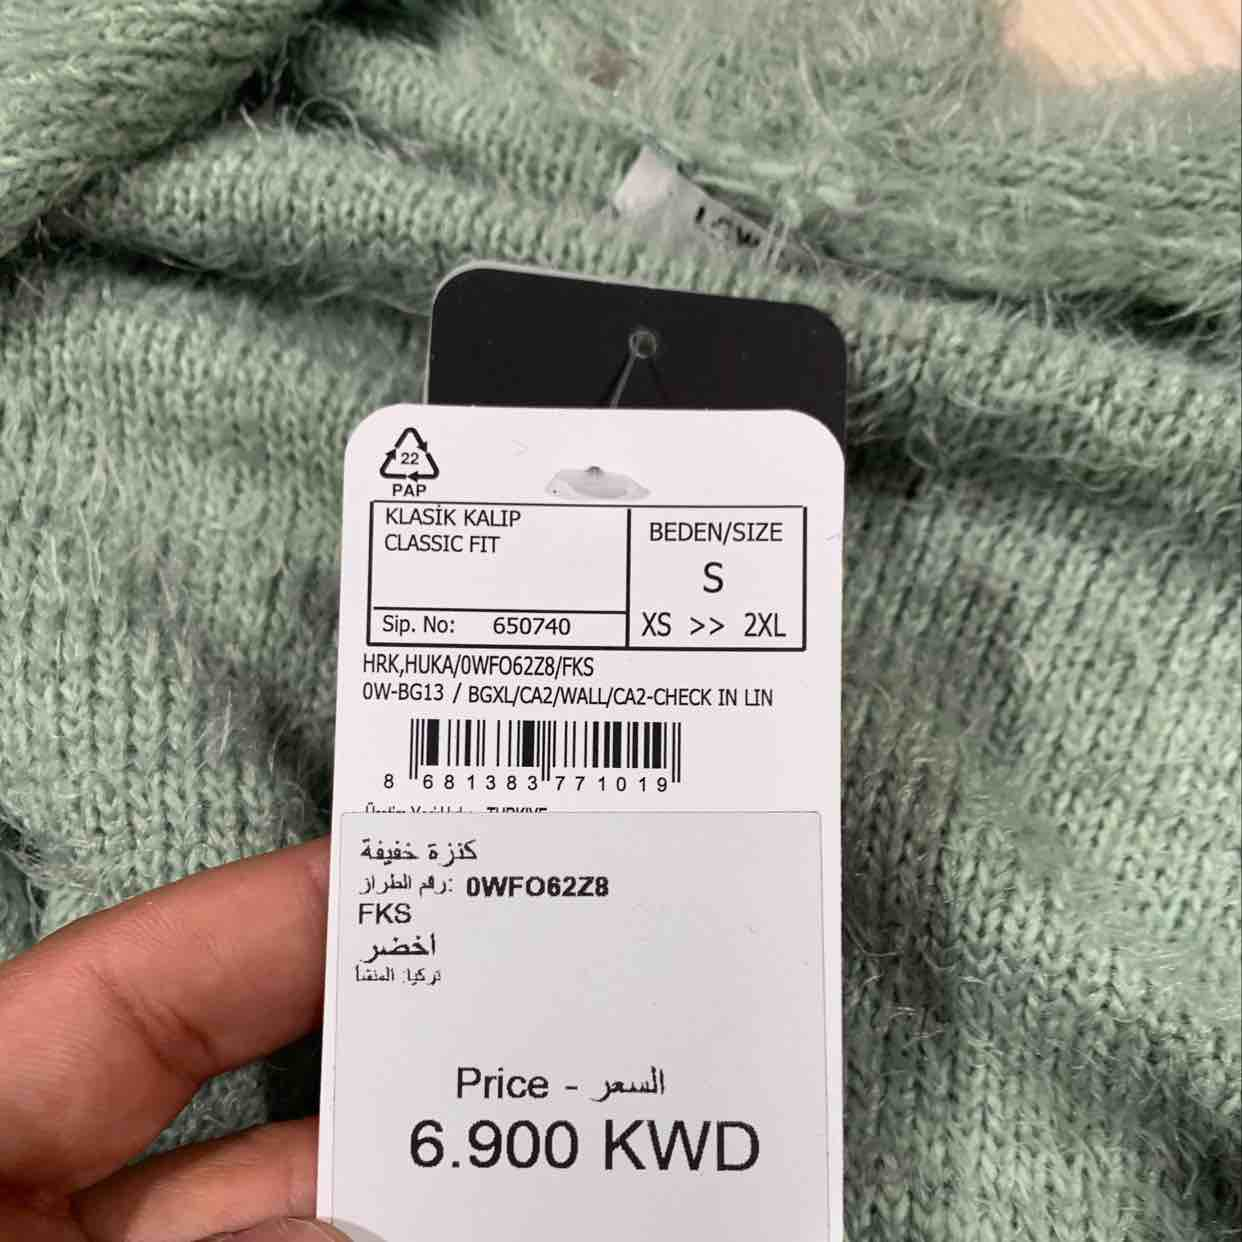 LCW
22
PAP
KLASİK KALIP
CLASSIC FIT
BEDEN/SIZE
S
XS >> 2XL
Sip. No: 650740
HRK,HUKA/0WFO62Z8/FKS
0W-BG13 / BGXL/CA2/WALL/CA2-CHECK IN LIN
8 681383 771019
كنزة خفيفة
رقم الطراز: 0WFO62Z8
FKS
اخضر
تركيا: المنشأ
Price - السعر
6.900 KWD